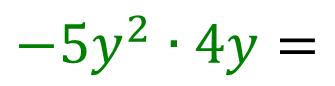 −5y² · 4y =